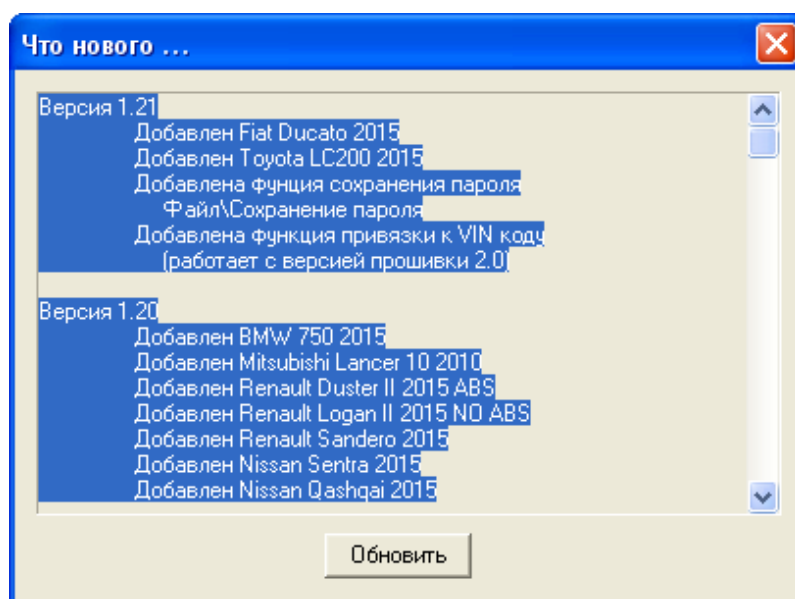 Что нового ...
Версия 1.21
Добавлен Fiat Ducato 2015
Добавлен Toyota LC200 2015
Добавлена фунция сохранения пароля
Файл\Сохранение пароля
Добавлена функция привязки к VIN коду
(работает с версией прошивки 2.0)
Версия 1.20
Добавлен BMW 750 2015
Добавлен Mitsubishi Lancer 10 2010
Добавлен Renault Duster II 2015 ABS
Добавлен Renault Logan II 2015 NO ABS
Добавлен Renault Sandero 2015
Добавлен Nissan Sentra 2015
Добавлен Nissan Qashqai 2015
Обновить